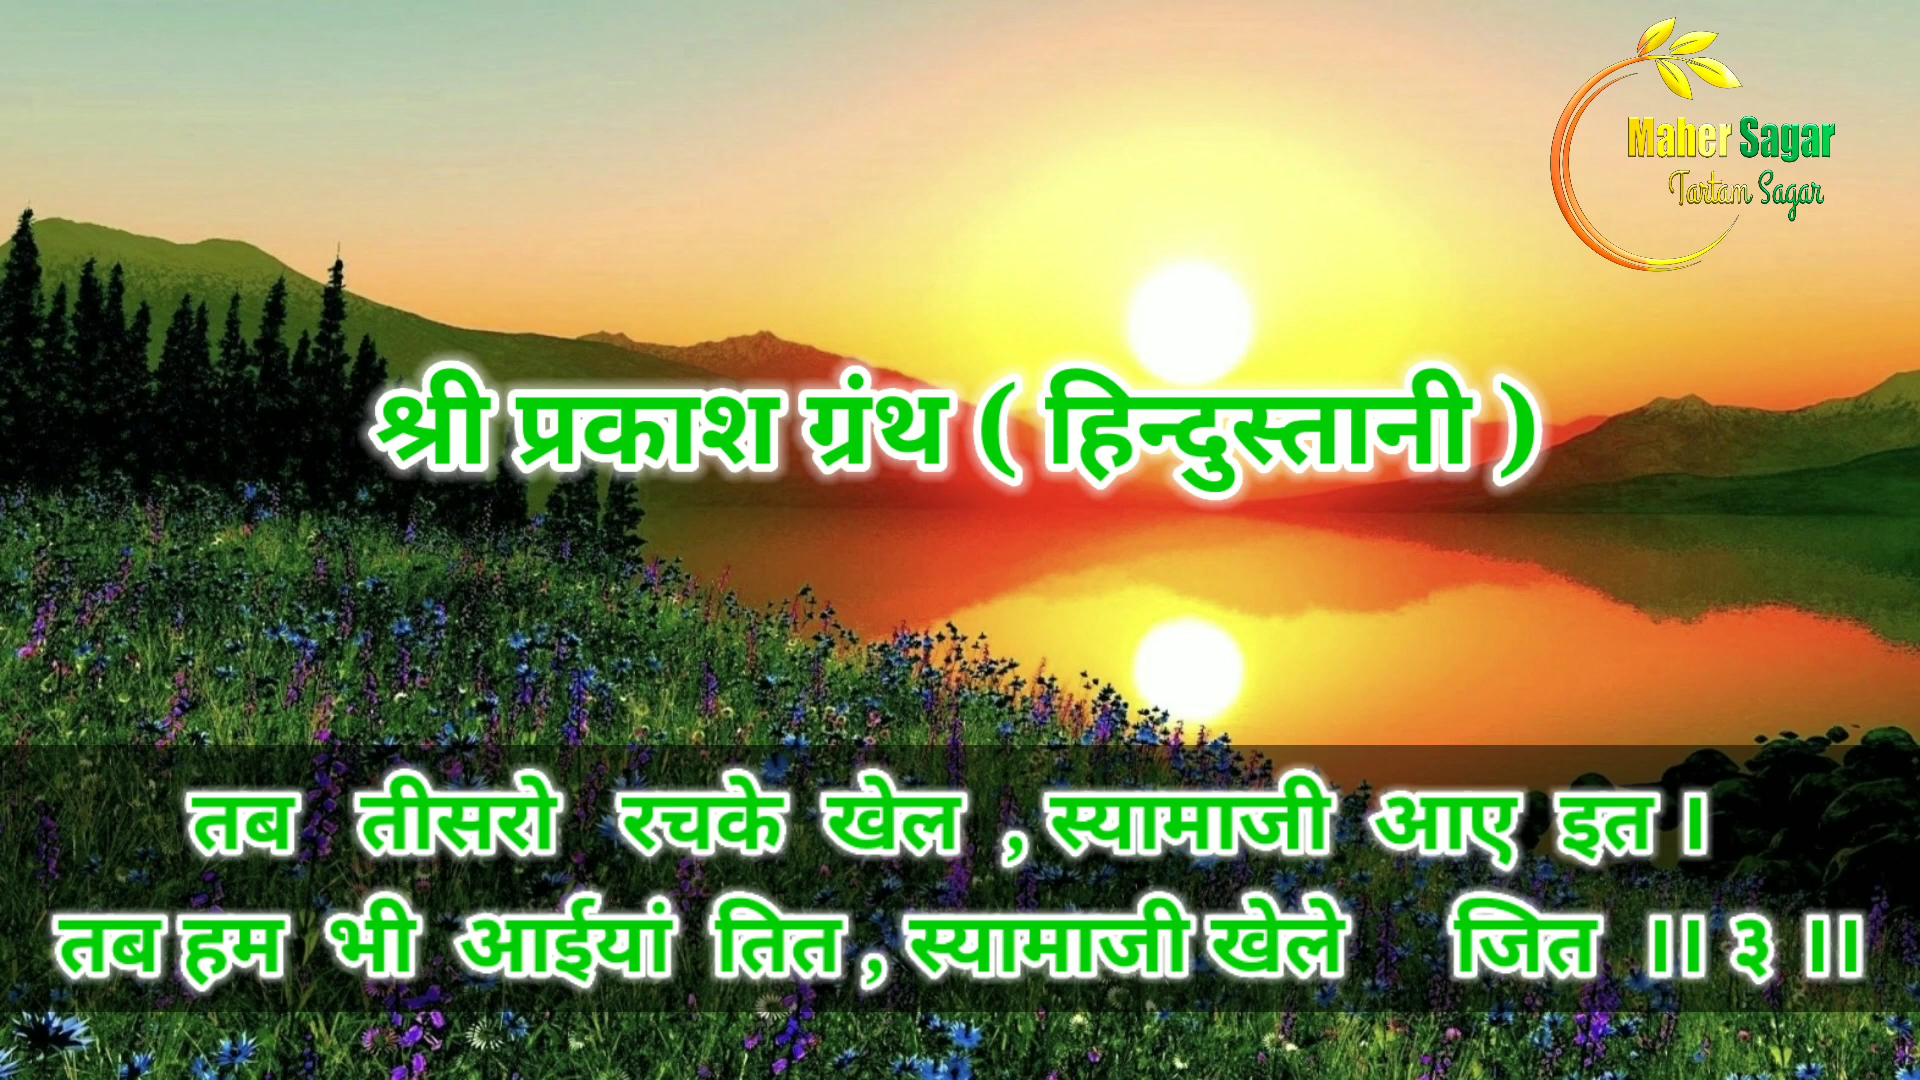 Maher Sagar
Tartam Sagar
श्री प्रकाश ग्रंथ ( हिन्दुस्तानी )
तब तीसरो रचके खेल , स्यामाजी आए इत ।
तब हम भी आईयां तित , स्यामाजी खेले जित ।। ३ ।।